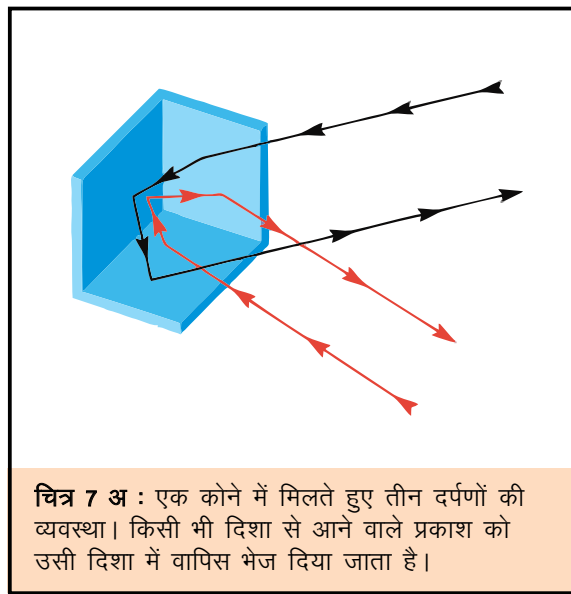 चित्र 7 अ : एक कोने में मिलते हुए तीन दर्पणों की
व्यवस्था। किसी भी दिशा से आने वाले प्रकाश को
उसी दिशा में वापिस भेज दिया जाता है।